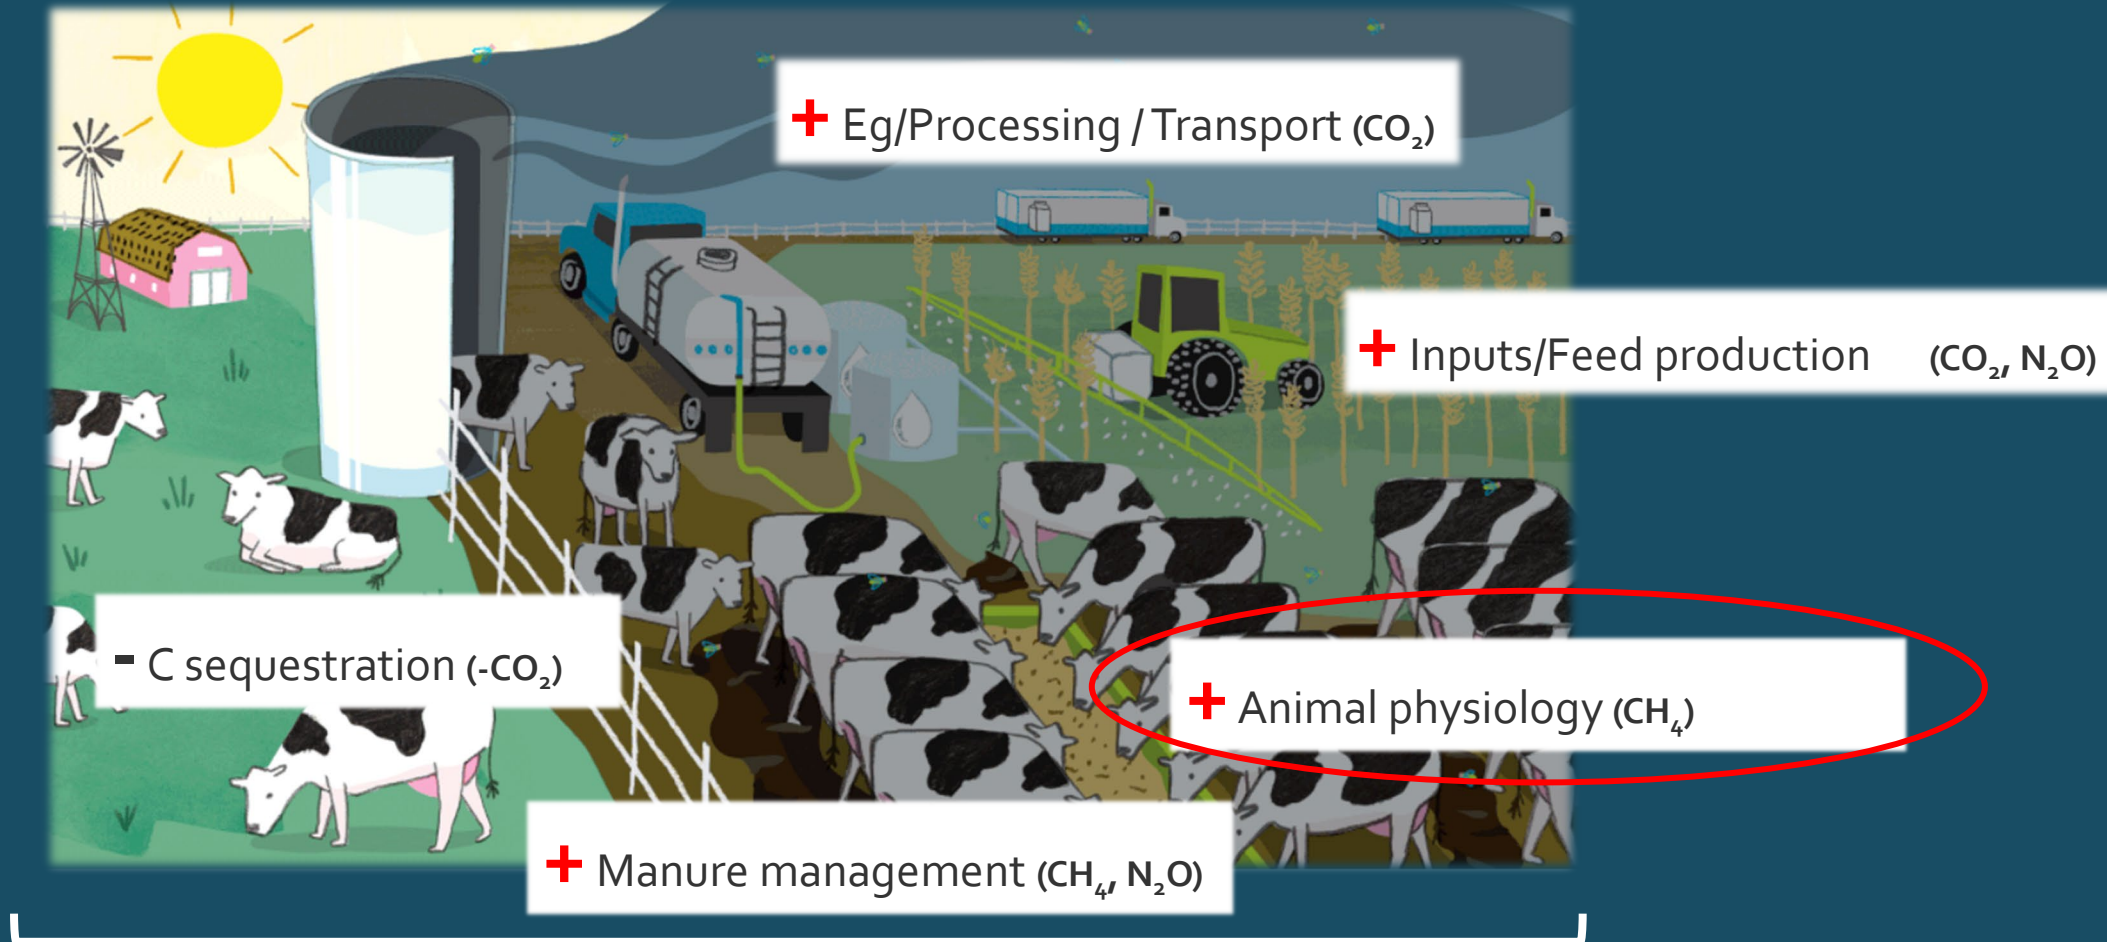 + Eg/Processing / Transport (CO₂)
+ Inputs/Feed production (CO₂, N₂O)
- C sequestration (-CO₂)
+ Animal physiology (CH₄)
+ Manure management (CH₄, N₂O)